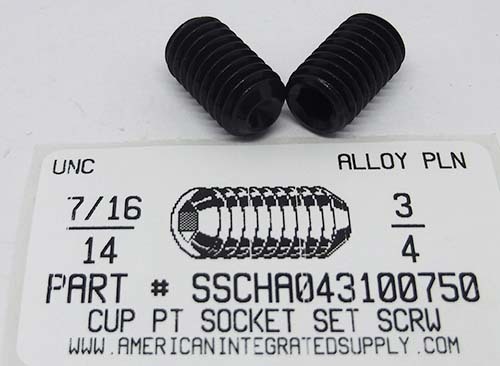 UNC ALLOY PLN
7/16 3
14 4
PART # SSCHA043100750
CUP PT SOCKET SET SCRW
WWW.AMERICANINTEGRATEDSUPPLY.COM